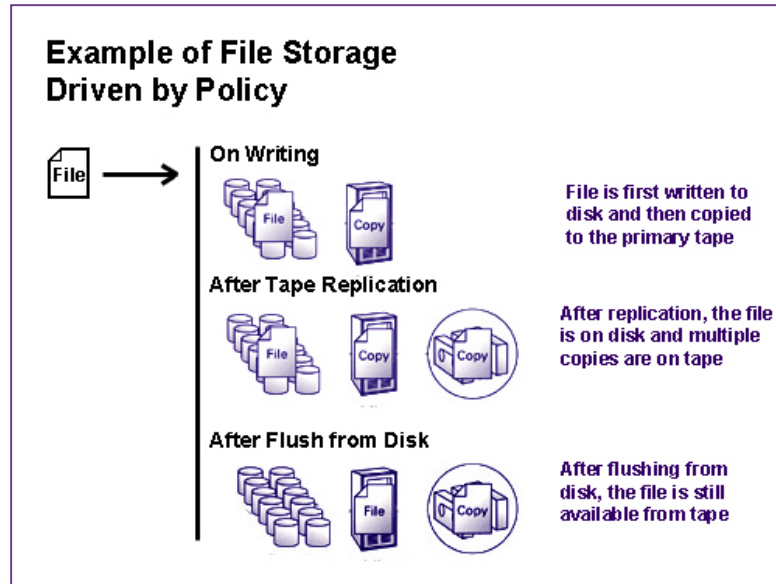 Example of File Storage
Driven by Policy
File
On Writing
File
Copy
File is first written to
disk and then copied
to the primary tape
After Tape Replication
File
Copy
Copy
After replication, the file
is on disk and multiple
copies are on tape
After Flush from Disk
File
Copy
After flushing from
disk, the file is still
available from tape